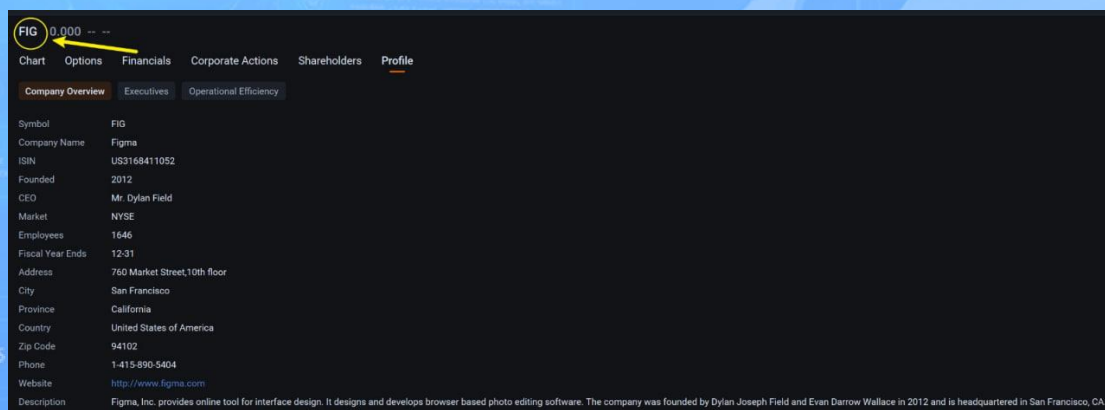 FIG 0.000 -- --
Chart Options Financials Corporate Actions Shareholders Profile
Company Overview Executives Operational Efficiency
Symbol FIG
Company Name Figma
ISIN US3168411052
Founded 2012
CEO Mr. Dylan Field
Market NYSE
Employees 1646
Fiscal Year Ends 12-31
Address 760 Market Street,10th floor
City San Francisco
Province California
Country United States of America
Zip Code 94102
Phone 1-415-890-5404
Website http://www.figma.com
Description Figma, Inc. provides online tool for interface design. It designs and develops browser based photo editing software. The company was founded by Dylan Joseph Field and Evan Darrow Wallace in 2012 and is headquartered in San Francisco, CA